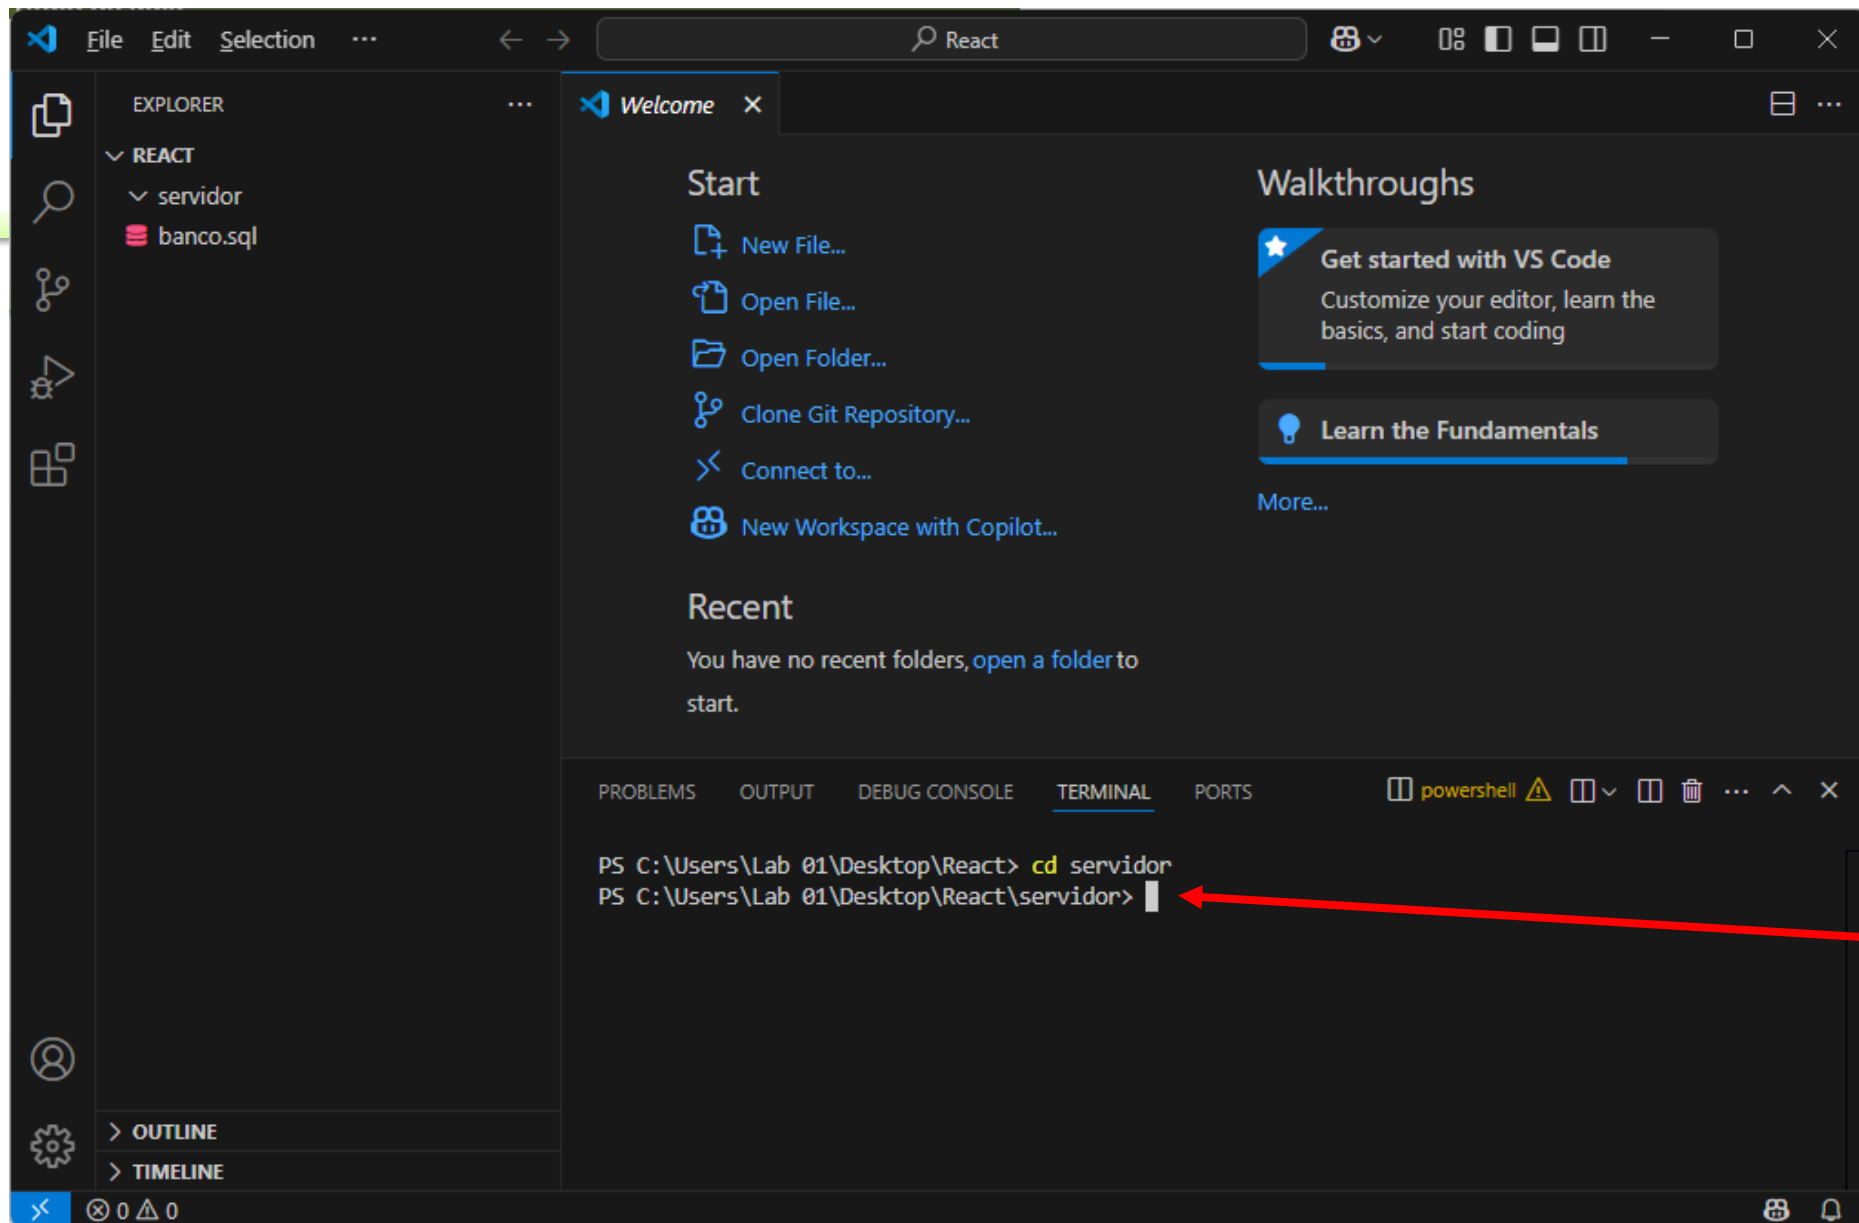 File Edit Selection ···
React
EXPLORER ···
REACT
servidor
banco.sql
OUTLINE
TIMELINE
Welcome
Start
New File...
Open File...
Open Folder...
Clone Git Repository...
Connect to...
New Workspace with Copilot...
Recent
You have no recent folders, open a folder to
start.
Walkthroughs
Get started with VS Code
Customize your editor, learn the
basics, and start coding
Learn the Fundamentals
More...
PROBLEMS OUTPUT DEBUG CONSOLE TERMINAL PORTS powershell
PS C:\Users\Lab 01\Desktop\React> cd servidor
PS C:\Users\Lab 01\Desktop\React\servidor>
0 0